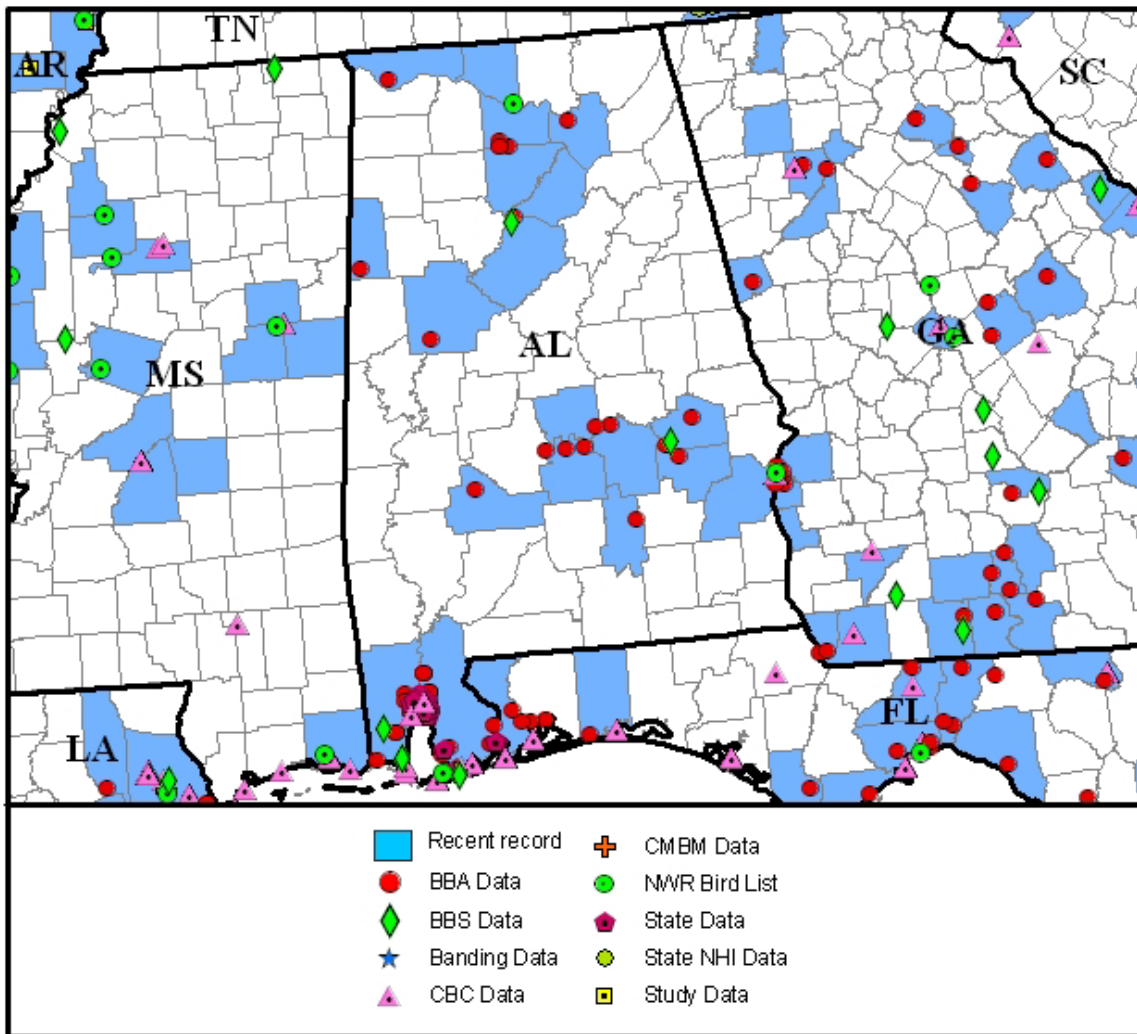 TN
AR
SC
AL
GA
MS
FL
LA
Recent record
BBA Data
BBS Data
Banding Data
CBC Data
CMBM Data
NWR Bird List
State Data
State NHI Data
Study Data